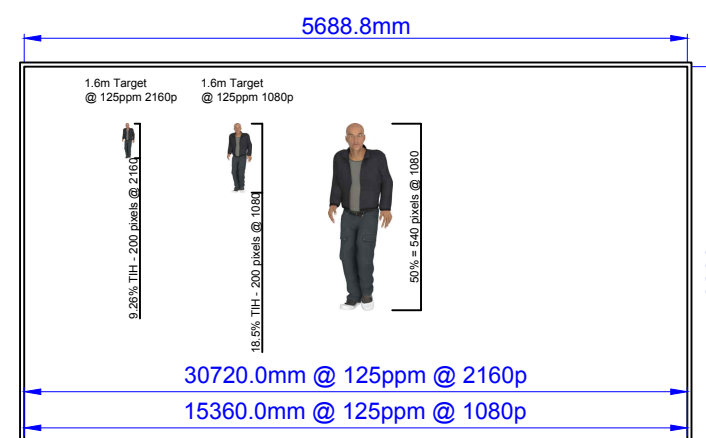 5688.8mm
1.6m Target
@ 125ppm 2160p
1.6m Target
@ 125ppm 1080p
9.26% TIH - 200 pixels @ 2160
18.5% TIH - 200 pixels @ 1080
50% = 540 pixels @ 1080
30720.0mm @ 125ppm @ 2160p
15360.0mm @ 125ppm @ 1080p